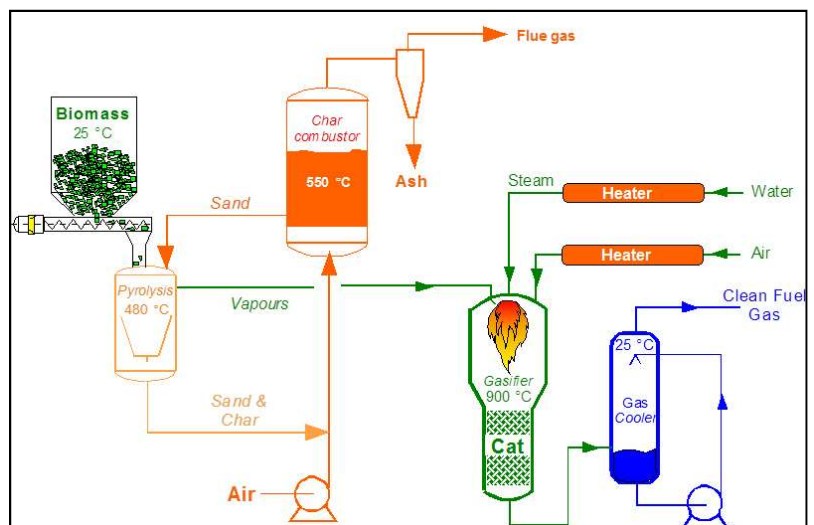 Flue gas
Biomass
25 °C
Char
combustor
550 °C
Ash
Sand
Steam
Heater
Water
Heater
Air
Pyrolysis
480 °C
Vapours
Clean Fuel
Gas
25 °C
Gasifier
900 °C
Gas
Cooler
Sand &
Char
Cat
Air